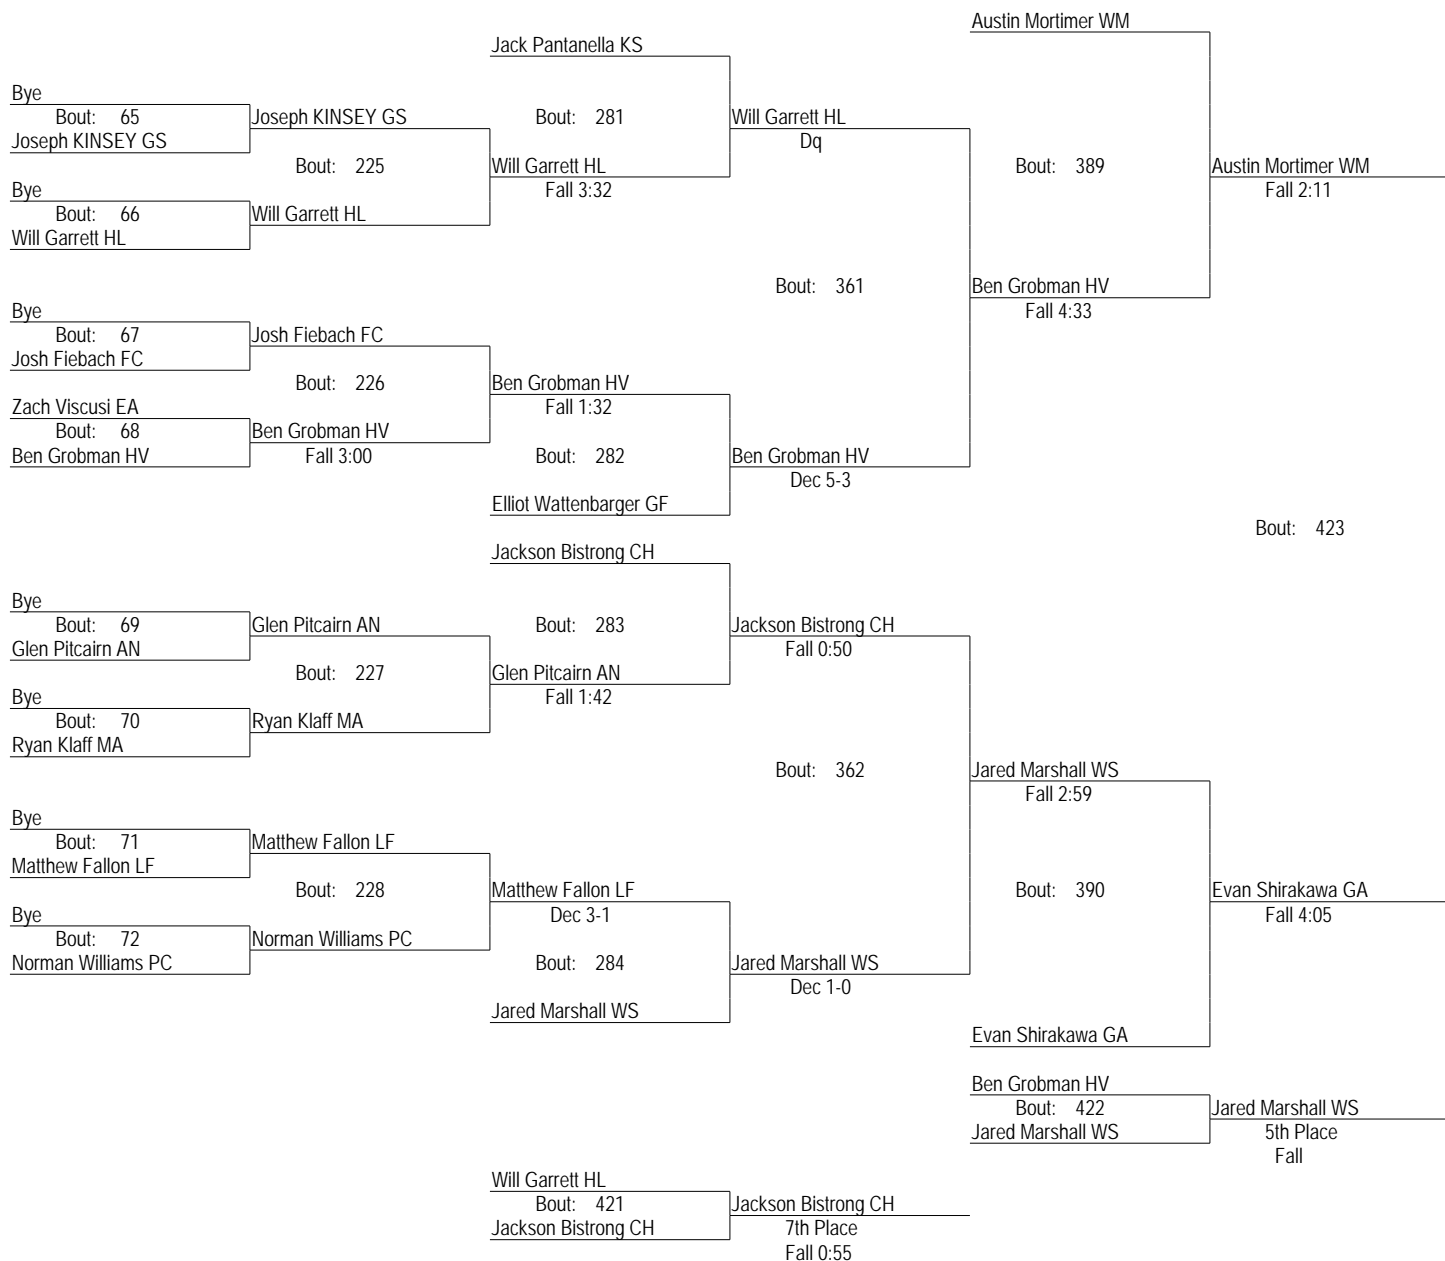 Austin Mortimer WM
Jack Pantanella KS
Bye
Bout: 65
Joseph KINSEY GS
Joseph KINSEY GS
Bout: 281
Will Garrett HL
Dq
Bout: 225
Will Garrett HL
Fall 3:32
Bout: 389
Austin Mortimer WM
Fall 2:11
Bye
Bout: 66
Will Garrett HL
Will Garrett HL
Bout: 361
Ben Grobman HV
Fall 4:33
Bye
Bout: 67
Josh Fiebach FC
Josh Fiebach FC
Bout: 226
Ben Grobman HV
Fall 1:32
Zach Viscusi EA
Bout: 68
Ben Grobman HV
Ben Grobman HV
Fall 3:00
Bout: 282
Ben Grobman HV
Dec 5-3
Elliot Wattenbarger GF
Bout: 423
Jackson Bistrong CH
Bye
Bout: 69
Glen Pitcairn AN
Glen Pitcairn AN
Bout: 283
Jackson Bistrong CH
Fall 0:50
Bout: 227
Glen Pitcairn AN
Fall 1:42
Bye
Bout: 70
Ryan Klaff MA
Ryan Klaff MA
Bout: 362
Jared Marshall WS
Fall 2:59
Bye
Bout: 71
Matthew Fallon LF
Matthew Fallon LF
Bout: 228
Matthew Fallon LF
Dec 3-1
Bout: 390
Evan Shirakawa GA
Fall 4:05
Bye
Bout: 72
Norman Williams PC
Norman Williams PC
Bout: 284
Jared Marshall WS
Dec 1-0
Jared Marshall WS
Evan Shirakawa GA
Ben Grobman HV
Bout: 422
Jared Marshall WS
Jared Marshall WS
5th Place
Fall
Will Garrett HL
Bout: 421
Jackson Bistrong CH
Jackson Bistrong CH
7th Place
Fall 0:55